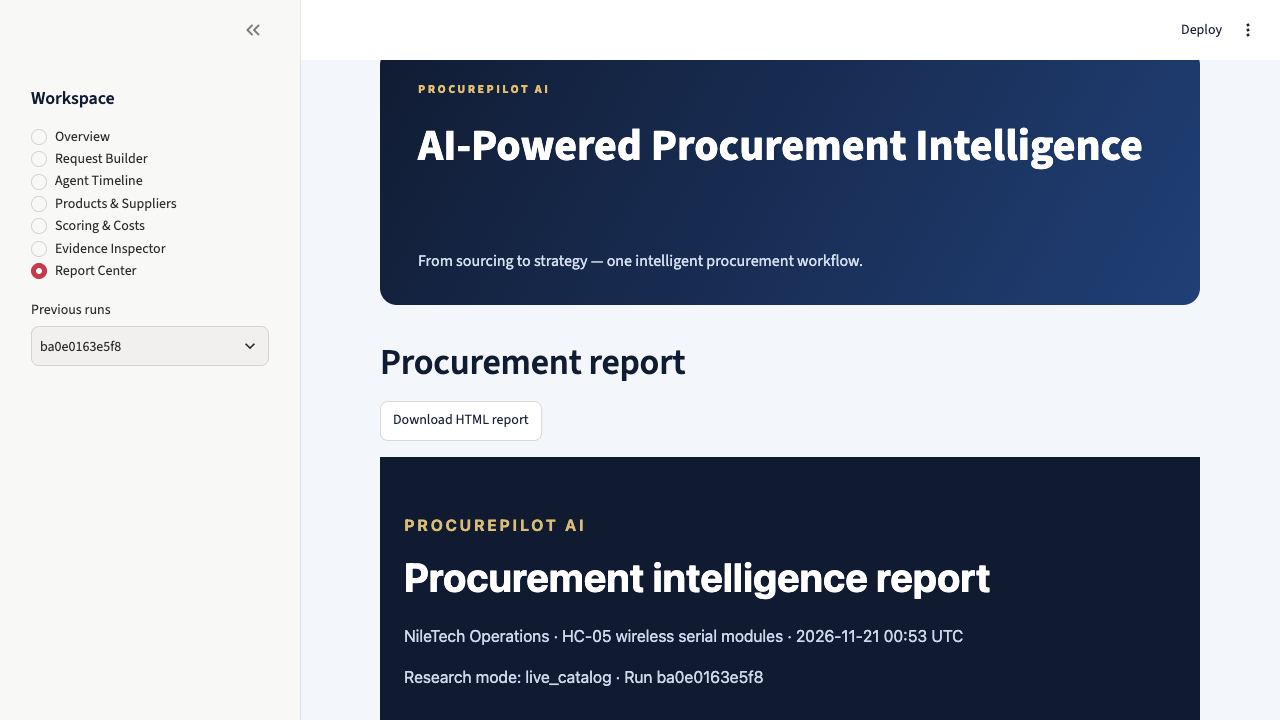 Deploy
Workspace
Overview
Request Builder
Agent Timeline
Products & Suppliers
Scoring & Costs
Evidence Inspector
Report Center
Previous runs
ba0e0163e5f8
PROCUREPILOT AI
AI-Powered Procurement Intelligence
From sourcing to strategy — one intelligent procurement workflow.
Procurement report
Download HTML report
PROCUREPILOT AI
Procurement intelligence report
NileTech Operations · HC-05 wireless serial modules · 2026-11-21 00:53 UTC
Research mode: live_catalog · Run ba0e0163e5f8